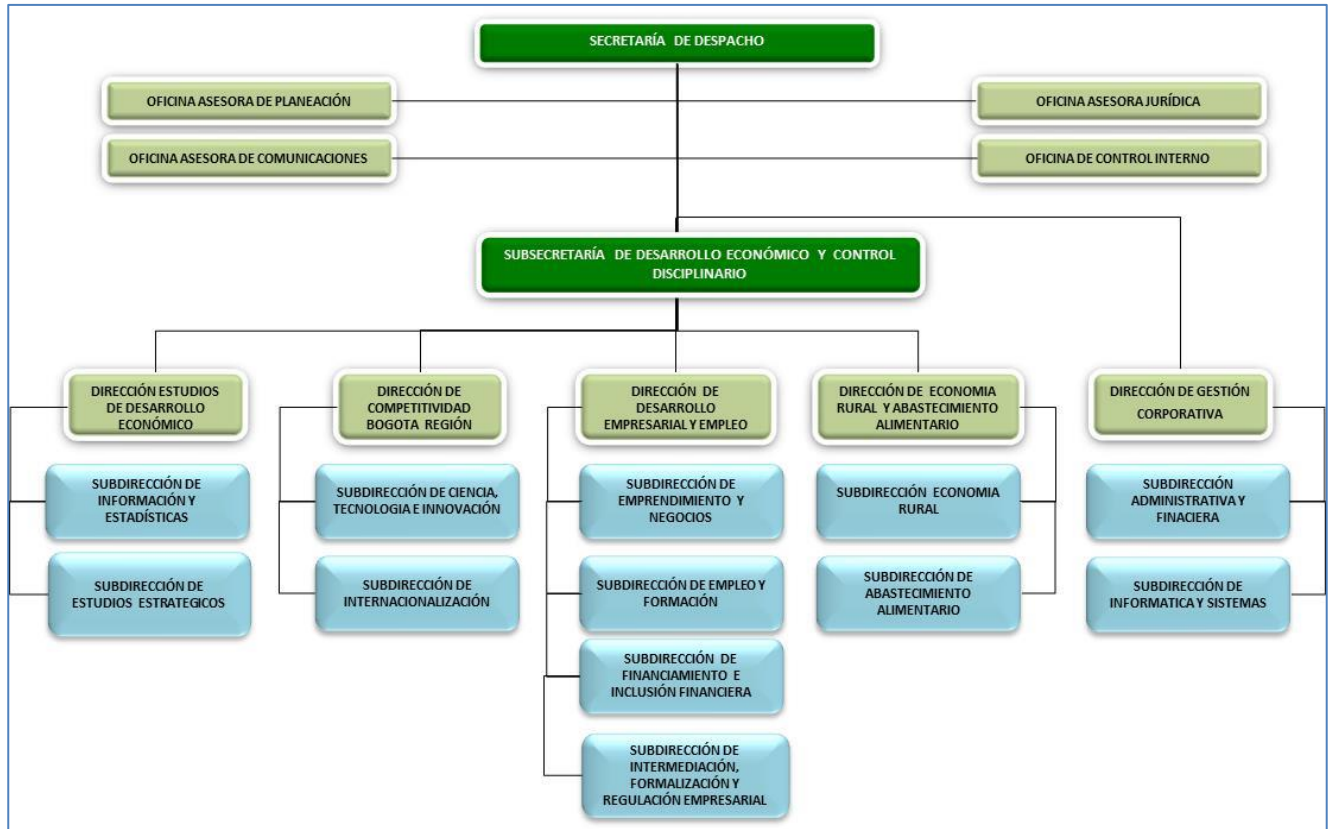 SECRETARÍA DE DESPACHO
OFICINA ASESORA DE PLANEACIÓN
OFICINA ASESORA JURÍDICA
OFICINA ASESORA DE COMUNICACIONES
OFICINA DE CONTROL INTERNO
SUBSECRETARÍA DE DESARROLLO ECONÓMICO Y CONTROL
DISCIPLINARIO
DIRECCIÓN ESTUDIOS
DE DESARROLLO
ECONÓMICO
DIRECCIÓN DE
COMPETITIVIDAD
BOGOTA REGIÓN
DIRECCIÓN DE
DESARROLLO
EMPRESARIAL Y EMPLEO
DIRECCIÓN DE ECONOMIA
RURAL Y ABASTECIMIENTO
ALIMENTARIO
DIRECCIÓN DE GESTIÓN
CORPORATIVA
SUBDIRECCIÓN DE
INFORMACIÓN Y
ESTADÍSTICAS
SUBDIRECCIÓN DE CIENCIA,
TECNOLOGIA E INNOVACIÓN
SUBDIRECCIÓN DE
EMPRENDIMIENTO Y
NEGOCIOS
SUBDIRECCIÓN ECONOMIA
RURAL
SUBDIRECCIÓN
ADMINISTRATIVA Y
FINACIERA
SUBDIRECCIÓN DE
ESTUDIOS ESTRATEGICOS
SUBDIRECCIÓN DE
INTERNACIONALIZACIÓN
SUBDIRECCIÓN DE EMPLEO Y
FORMACIÓN
SUBDIRECCIÓN DE
ABASTECIMIENTO
ALIMENTARIO
SUBDIRECCIÓN DE
INFORMATICA Y SISTEMAS
SUBDIRECCIÓN DE
FINANCIAMIENTO E
INCLUSIÓN FINANCIERA
SUBDIRECCIÓN DE
INTERMEDIACIÓN,
FORMALIZACIÓN Y
REGULACIÓN EMPRESARIAL